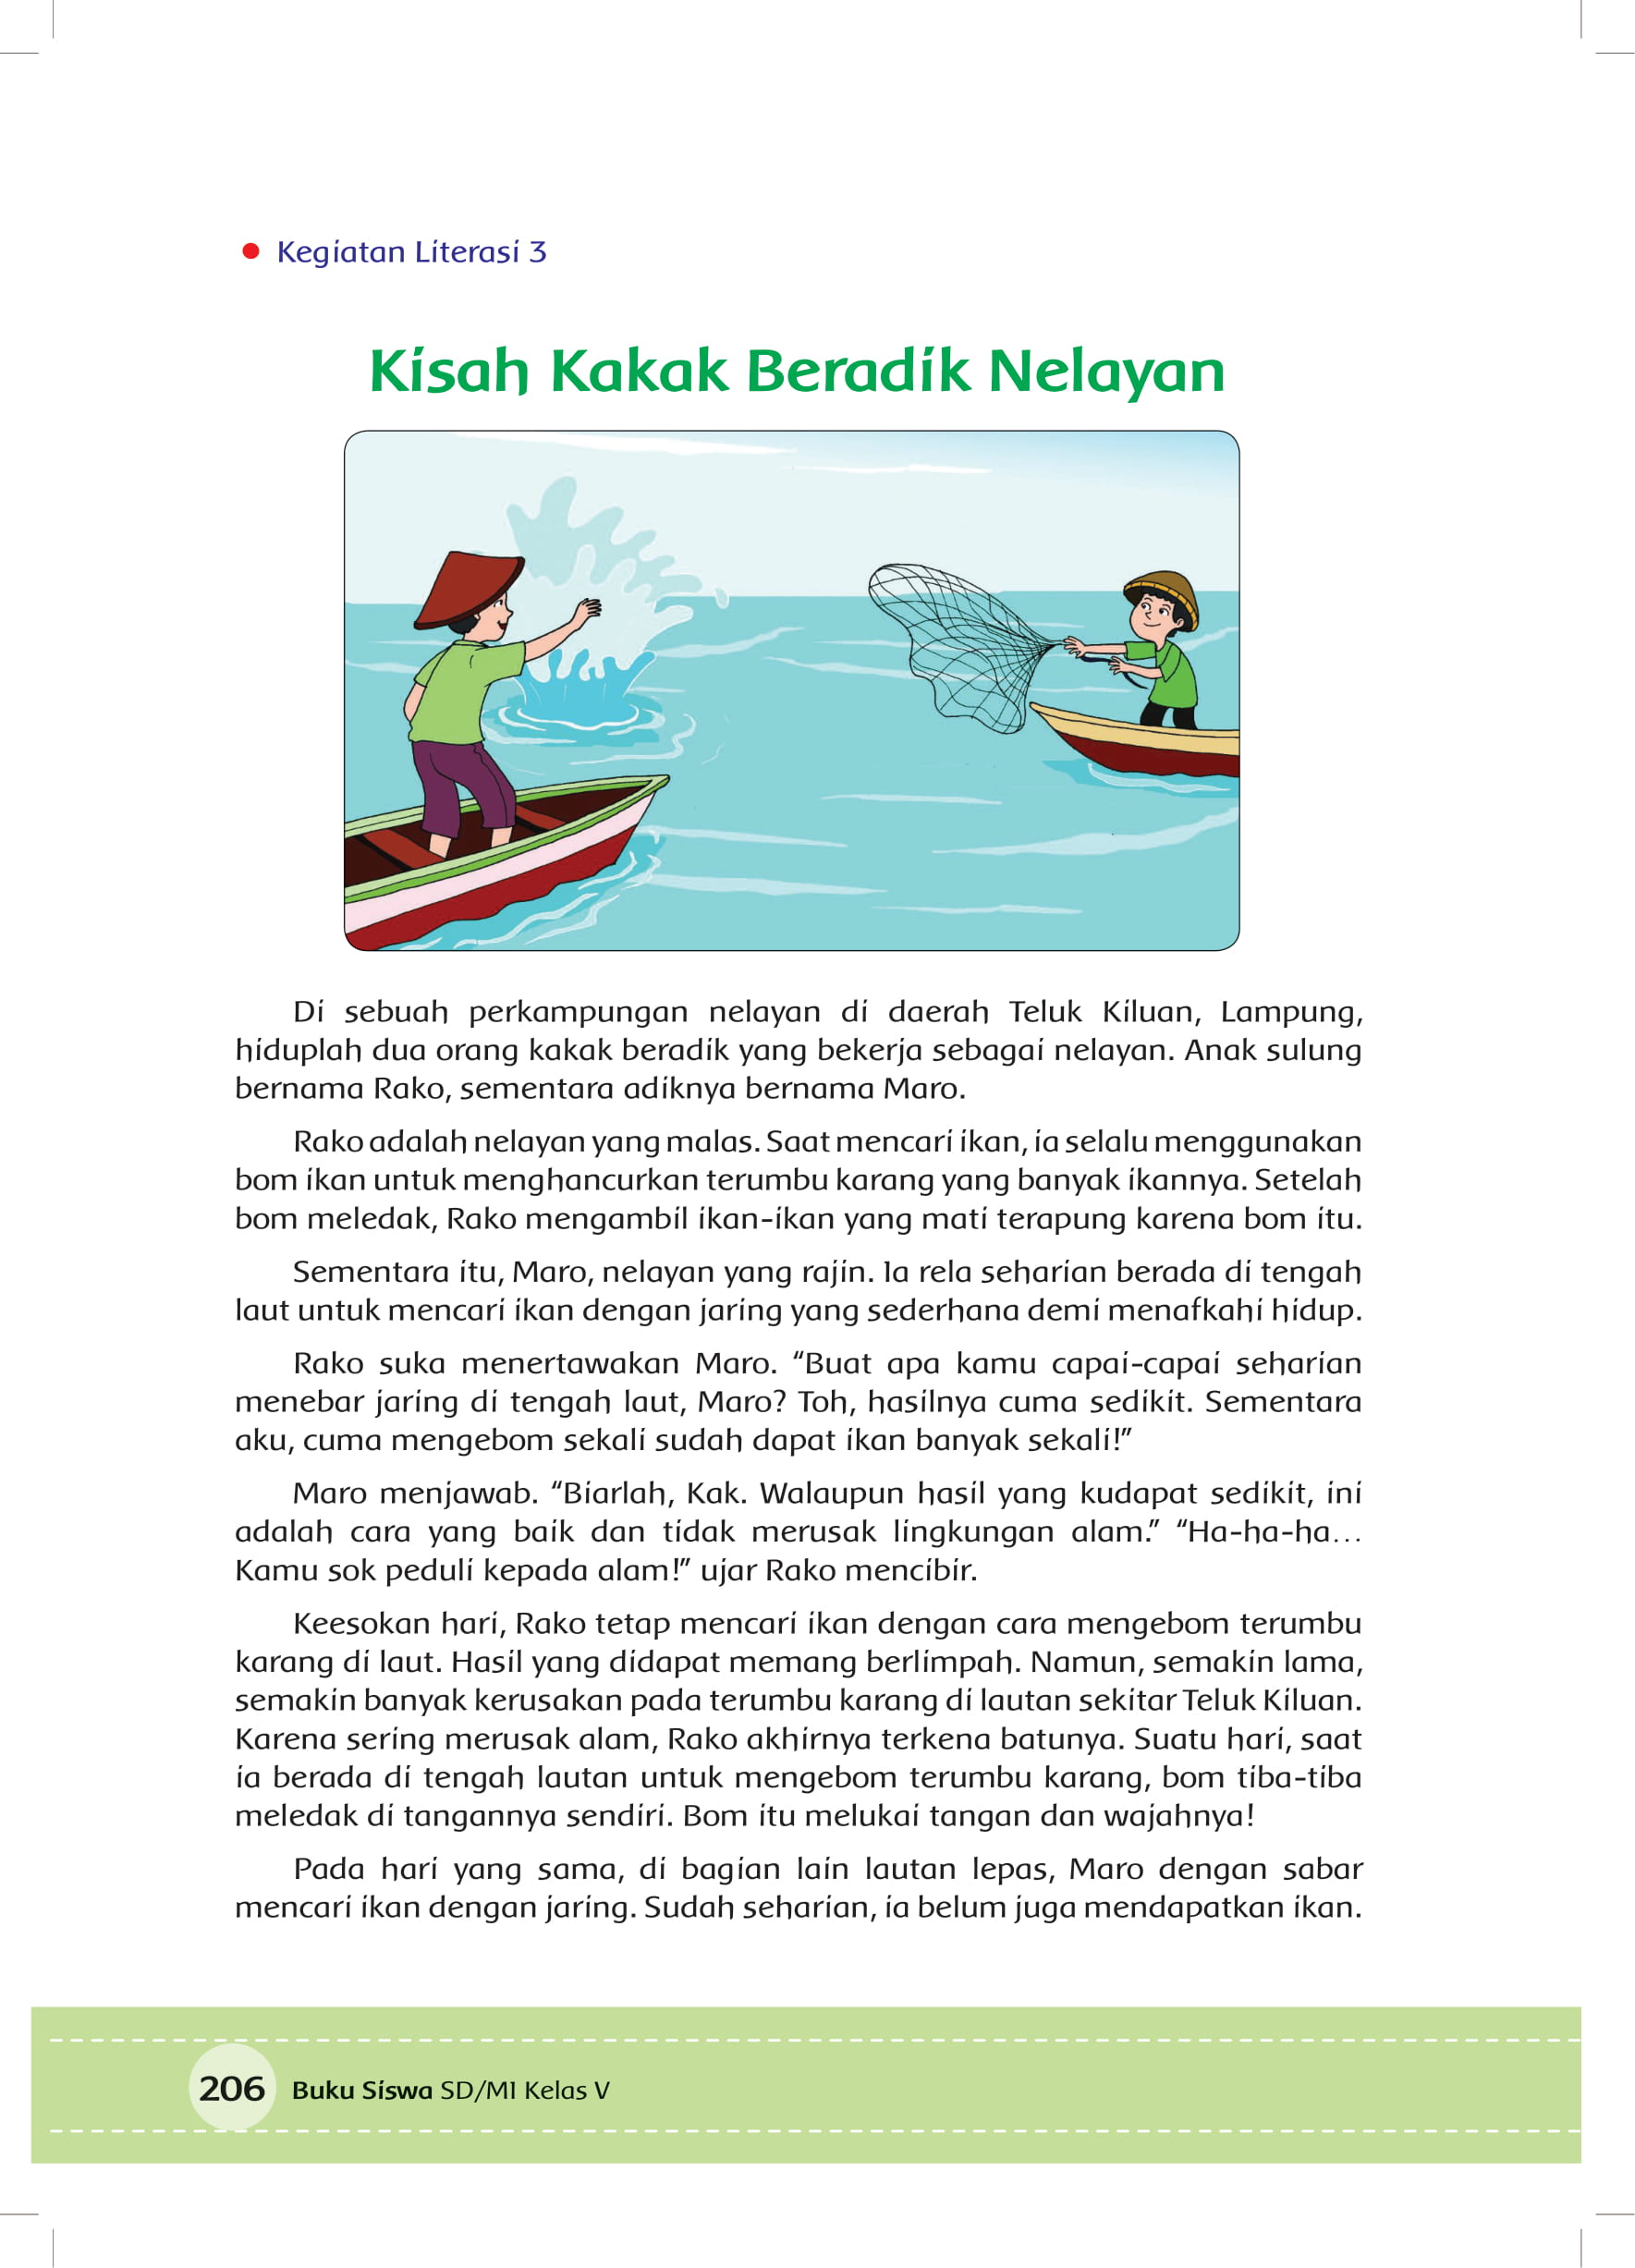 Kegiatan Literasi 3
Kisah Kakak Beradik Nelayan
Di sebuah perkampungan nelayan di daerah Teluk Kiluan, Lampung,
hiduplah dua orang kakak beradik yang bekerja sebagai nelayan. Anak sulung
bernama Rako, sementara adiknya bernama Maro.
Rako adalah nelayan yang malas. Saat mencari ikan, ia selalu menggunakan
bom ikan untuk menghancurkan terumbu karang yang banyak ikannya. Setelah
bom meledak, Rako mengambil ikan-ikan yang mati terapung karena bom itu.
Sementara itu, Maro, nelayan yang rajin. Ia rela seharian berada di tengah
laut untuk mencari ikan dengan jaring yang sederhana demi menafkahi hidup.
Rako suka menertawakan Maro. “Buat apa kamu capai-capai seharian
menebar jaring di tengah laut, Maro? Toh, hasilnya cuma sedikit. Sementara
aku, cuma mengebom sekali sudah dapat ikan banyak sekali!”
Maro menjawab. “Biarlah, Kak. Walaupun hasil yang kudapat sedikit, ini
adalah cara yang baik dan tidak merusak lingkungan alam.” “Ha-ha-ha…
Kamu sok peduli kepada alam!” ujar Rako mencibir.
Keesokan hari, Rako tetap mencari ikan dengan cara mengebom terumbu
karang di laut. Hasil yang didapat memang berlimpah. Namun, semakin lama,
semakin banyak kerusakan pada terumbu karang di lautan sekitar Teluk Kiluan.
Karena sering merusak alam, Rako akhirnya terkena batunya. Suatu hari, saat
ia berada di tengah lautan untuk mengebom terumbu karang, bom tiba-tiba
meledak di tangannya sendiri. Bom itu melukai tangan dan wajahnya!
Pada hari yang sama, di bagian lain lautan lepas, Maro dengan sabar
mencari ikan dengan jaring. Sudah seharian, ia belum juga mendapatkan ikan.
206 Buku Siswa SD/MI Kelas V